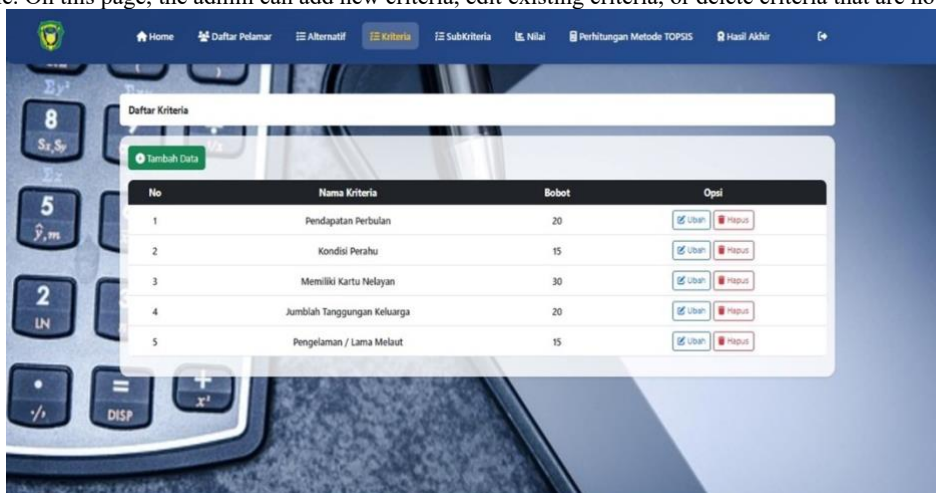 e. On this page, the admin can add new criteria, edit existing criteria, or delete criteria that are no
Home Daftar Pelamar Alternatif Kriteria SubKriteria Nilai Perhitungan Metode TOPSIS Hasil Akhir
Daftar Kriteria
Tambah Data
No Nama Kriteria Bobot Opsi
1 Pendapatan Perbulan 20 Ubah Hapus
2 Kondisi Perahu 15 Ubah Hapus
3 Memiliki Kartu Nelayan 30 Ubah Hapus
4 Jumblah Tanggungan Keluarga 20 Ubah Hapus
5 Pengelaman / Lama Melaut 15 Ubah Hapus
8
Sx,Sy
5
ŷ,m
2
LN
=
DISP
+